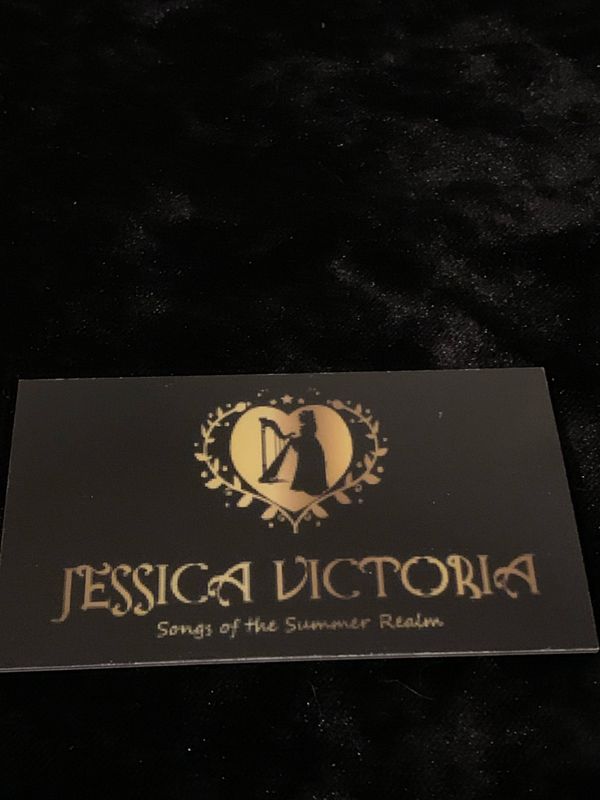 JESSICA VICTORIA
Songs of the Summer Realm